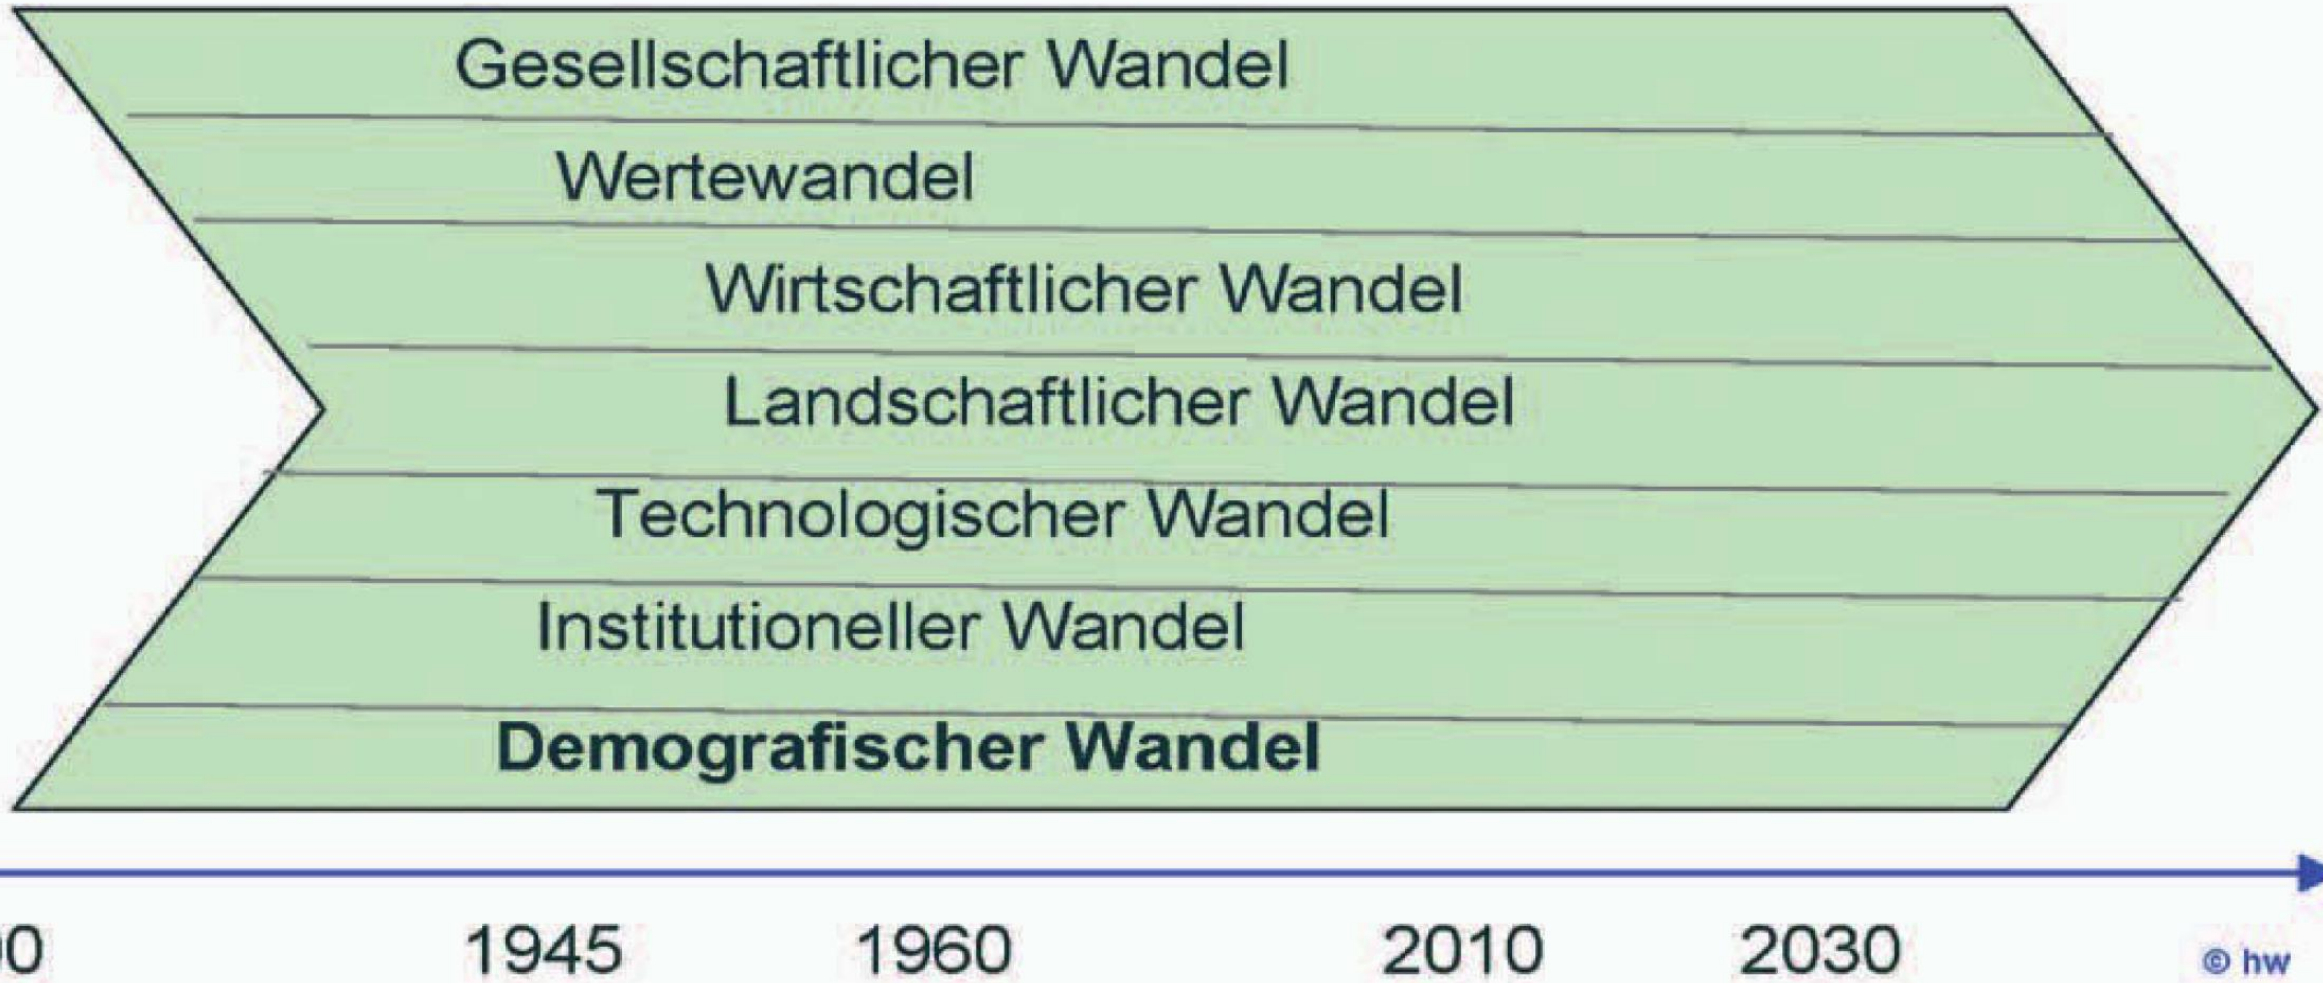 Gesellschaftlicher Wandel
Wertewandel
Wirtschaftlicher Wandel
Landschaftlicher Wandel
Technologischer Wandel
Institutioneller Wandel
Demografischer Wandel
1945 1960 2010 2030
© hw